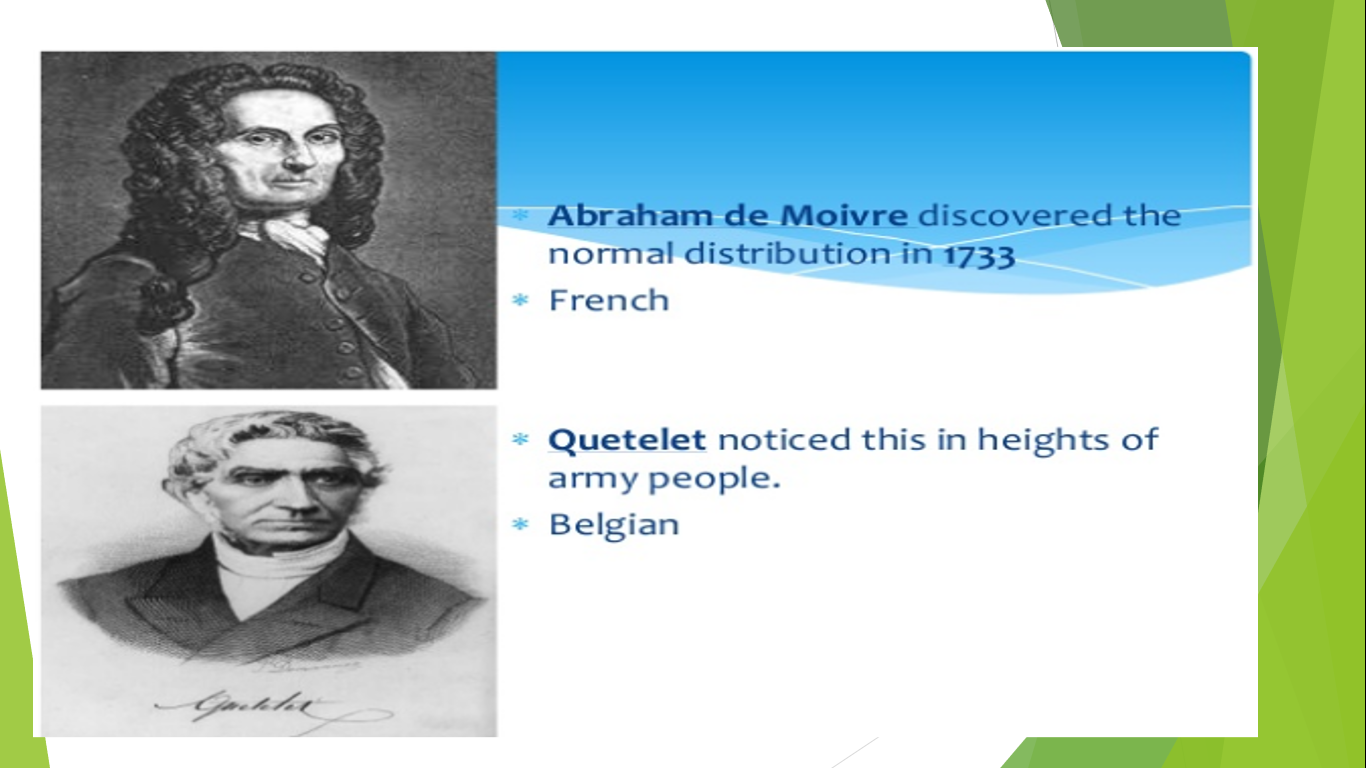 * Abraham de Moivre discovered the
normal distribution in 1733
* French
* Quetelet noticed this in heights of
army people.
* Belgian
Quetelet